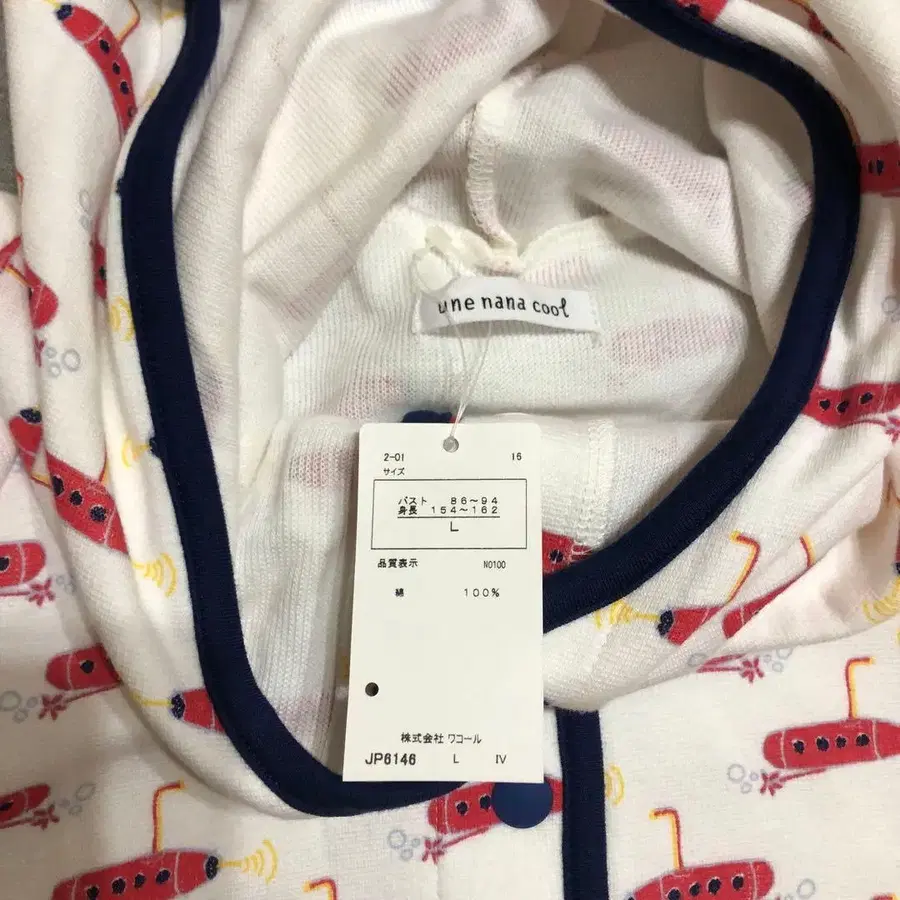 une nana cool
2-01 16
サイズ
バスト 86~94
身長 154~162
L
品質表示 NO100
綿 100%
株式会社 ワコール
JP6146 L IV